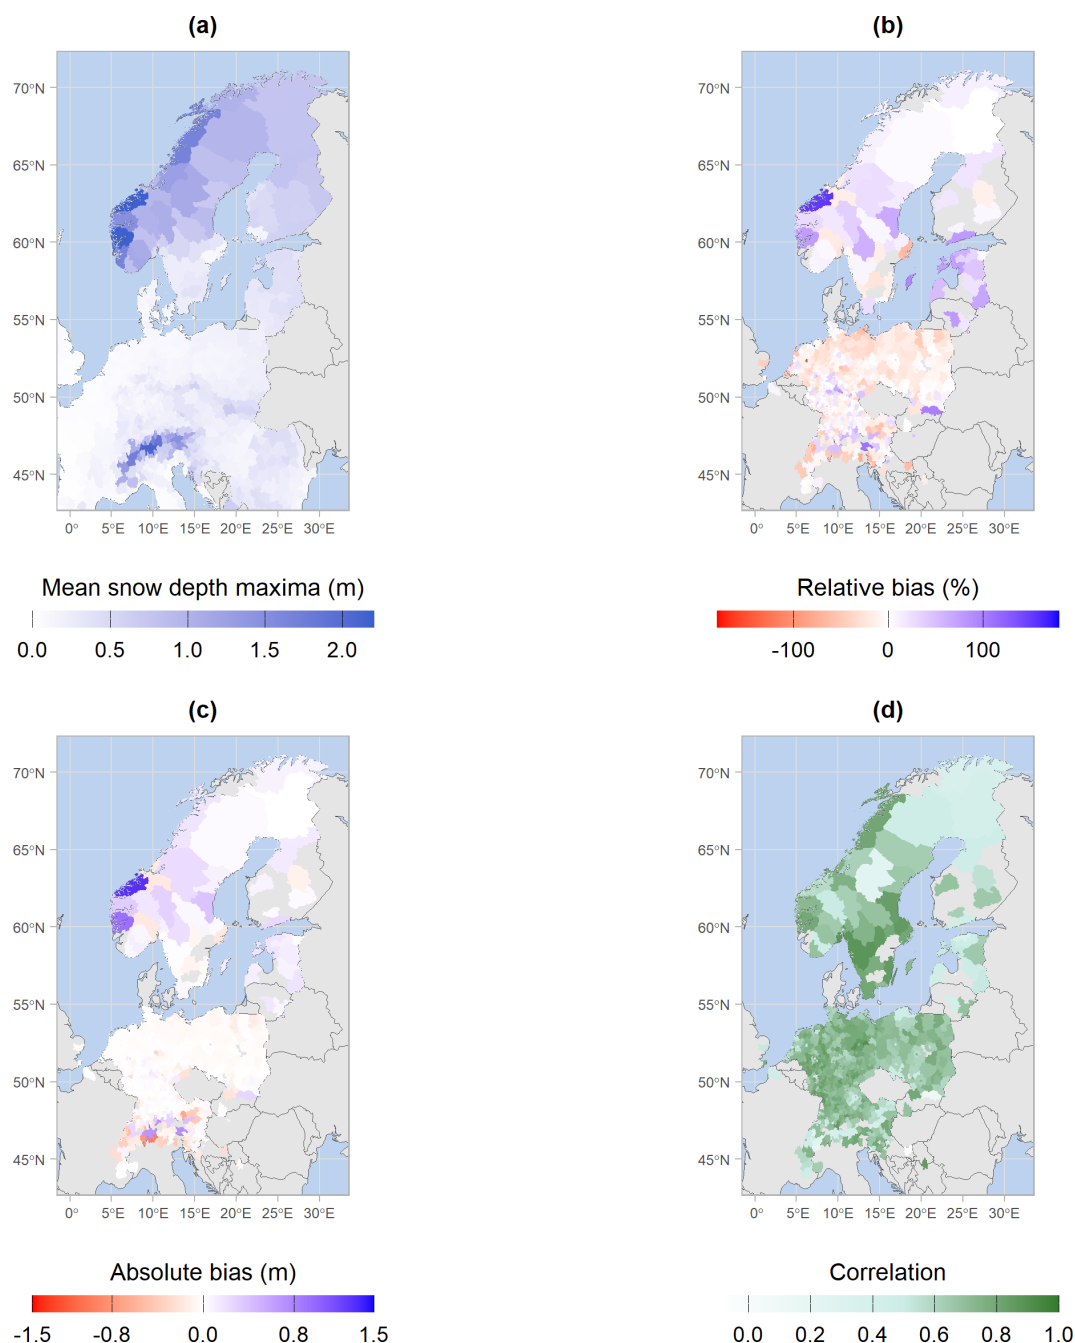 (a) (b)
70°N 70°N
65°N 65°N
60°N 60°N
55°N 55°N
50°N 50°N
45°N 45°N
0° 5°E 10°E 15°E 20°E 25°E 30°E 0° 5°E 10°E 15°E 20°E 25°E 30°E
Mean snow depth maxima (m) Relative bias (%)
0.0 0.5 1.0 1.5 2.0 -100 0 100
(c) (d)
70°N 70°N
65°N 65°N
60°N 60°N
55°N 55°N
50°N 50°N
45°N 45°N
0° 5°E 10°E 15°E 20°E 25°E 30°E 0° 5°E 10°E 15°E 20°E 25°E 30°E
Absolute bias (m) Correlation
-1.5 -0.8 0.0 0.8 1.5 0.0 0.2 0.4 0.6 0.8 1.0